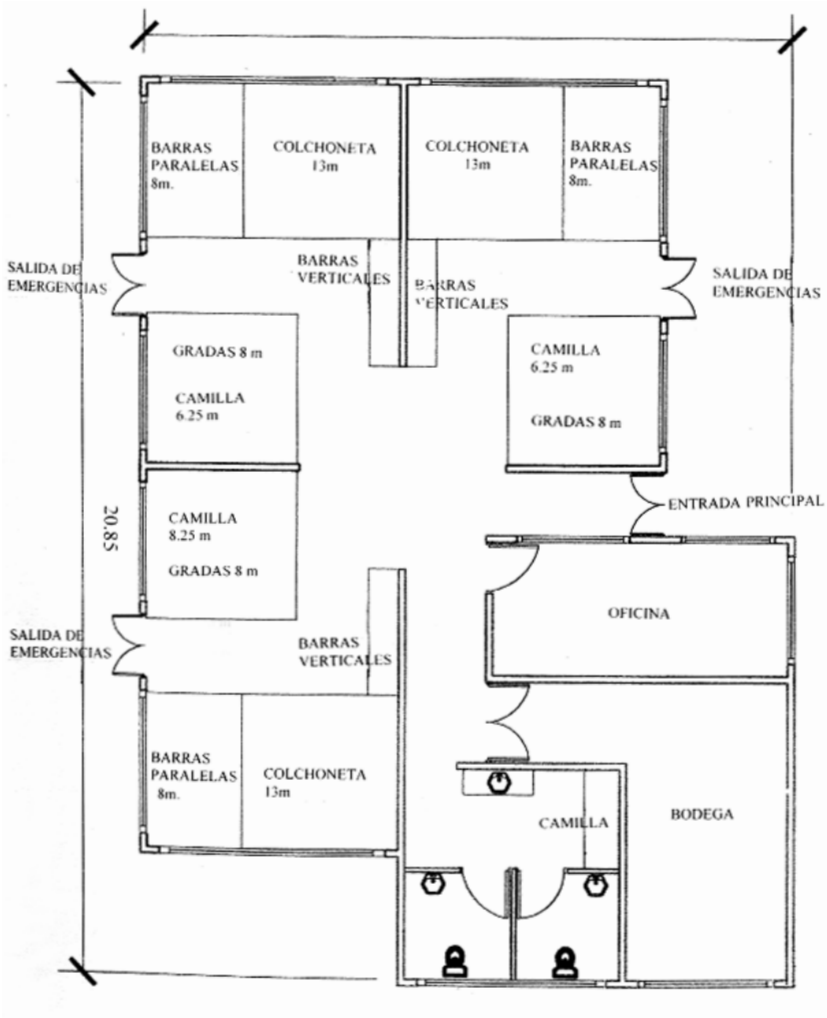 BARRAS
PARALELAS
8m.
COLCHONETA
13m
COLCHONETA
13m
BARRAS
PARALELAS
8m.
SALIDA DE
EMERGENCIAS
BARRAS
VERTICALES
BARRAS
VERTICALES
SALIDA DE
EMERGENCIAS
GRADAS 8 m
CAMILLA
6.25 m
CAMILLA
6.25 m
GRADAS 8 m
20.85
CAMILLA
8.25 m
GRADAS 8 m
ENTRADA PRINCIPAL
OFICINA
SALIDA DE
EMERGENCIAS
BARRAS
VERTICALES
BARRAS
PARALELAS
8m.
COLCHONETA
13m
CAMILLA
BODEGA